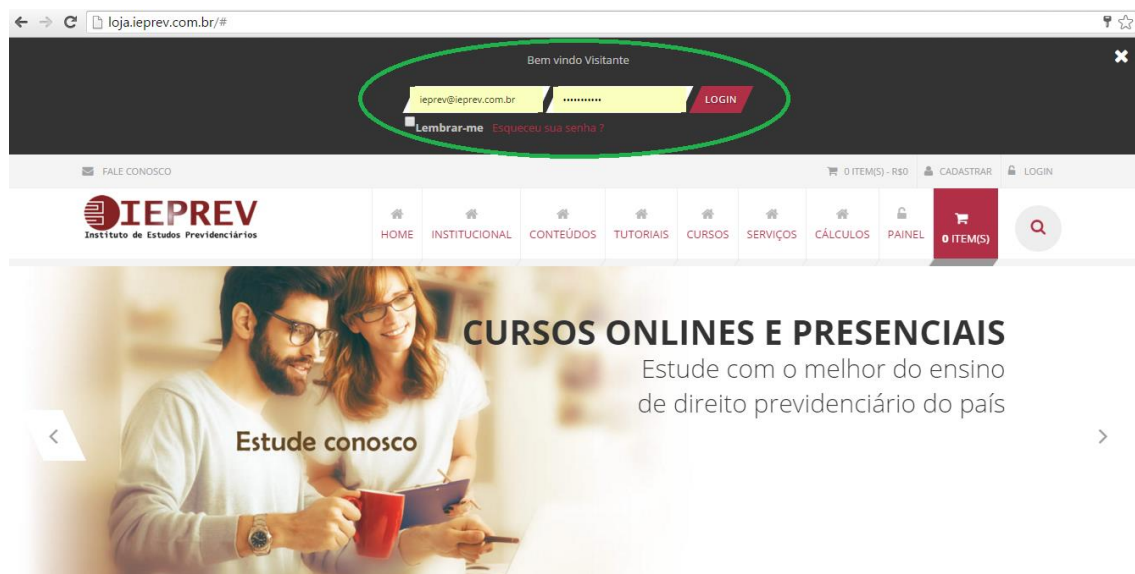 loja.ieprev.com.br/#
Bem vindo Visitante
ieprev@ieprev.com.br ••••••••••• LOGIN
Lembrar-me Esqueceu sua senha ?
FALE CONOSCO 0 ITEM(S) - R$0 CADASTRAR LOGIN
IEPREV
Instituto de Estudos Previdenciários
HOME INSTITUCIONAL CONTEÚDOS TUTORIAIS CURSOS SERVIÇOS CÁLCULOS PAINEL 0 ITEM(S)
CURSOS ONLINES E PRESENCIAIS
Estude com o melhor do ensino
de direito previdenciário do país
Estude conosco